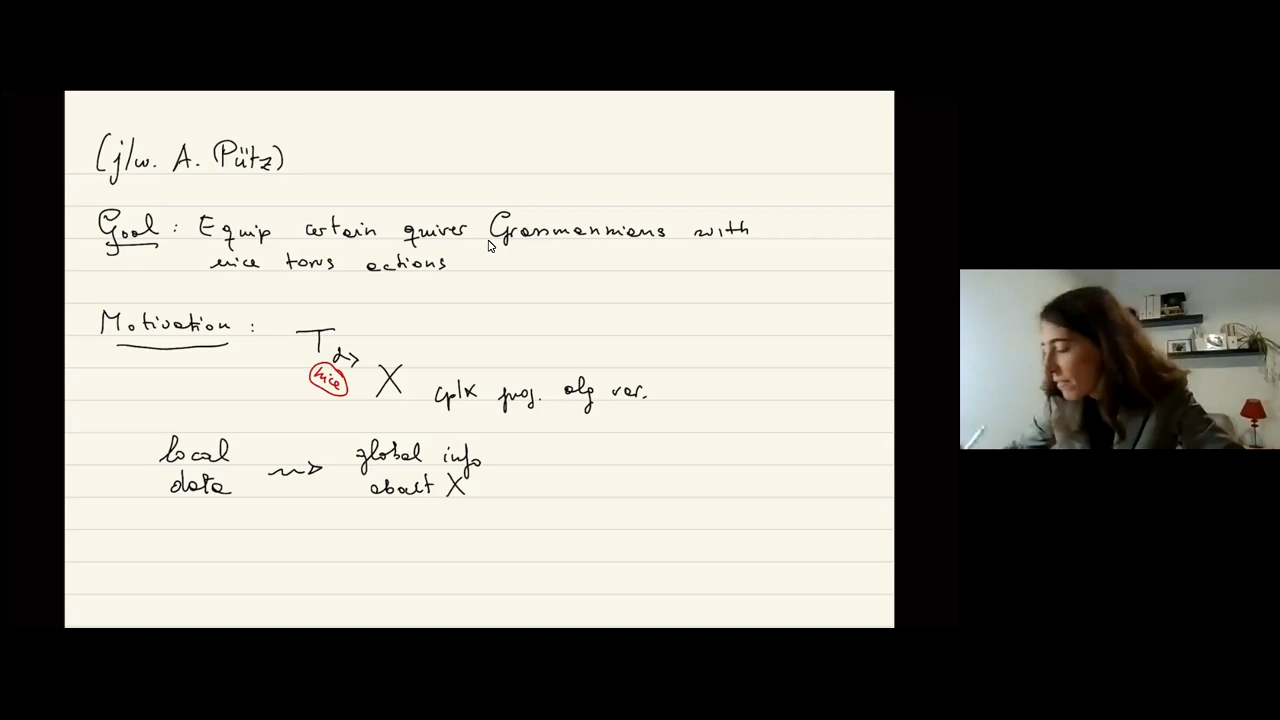 (j/w. A. Pütz)
Goal : Equip certain quiver Grassmannians with
nice torus actions
Motivation :
T
nice
X cplx proj. alg var.
local ⇝ global info
data about X